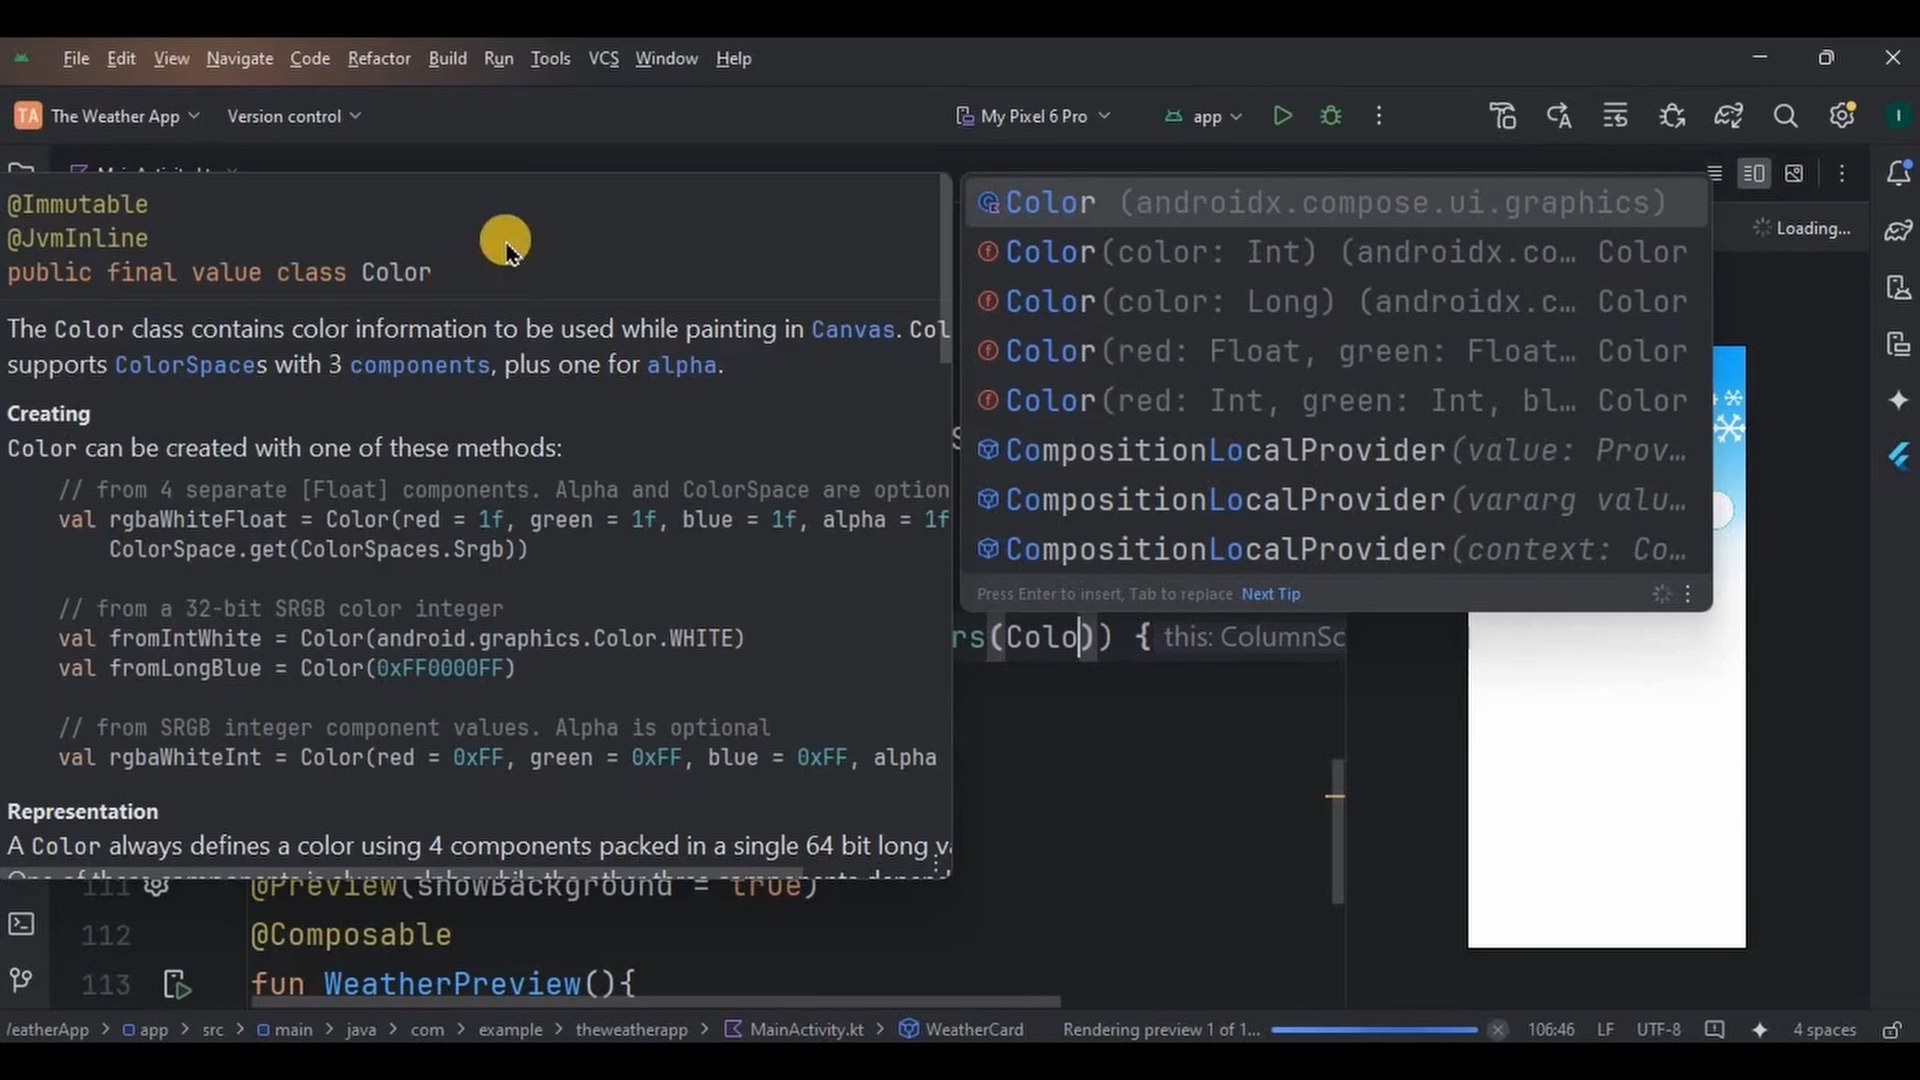 File Edit View Navigate Code Refactor Build Run Tools VCS Window Help
TA The Weather App Version control My Pixel 6 Pro app I
@Immutable
@JvmInline
public final value class Color
The Color class contains color information to be used while painting in Canvas. Col
supports ColorSpaces with 3 components, plus one for alpha.
Creating
Color can be created with one of these methods:
// from 4 separate [Float] components. Alpha and ColorSpace are option
val rgbaWhiteFloat = Color(red = 1f, green = 1f, blue = 1f, alpha = 1f
ColorSpace.get(ColorSpaces.Srgb))
// from a 32-bit SRGB color integer
val fromIntWhite = Color(android.graphics.Color.WHITE)
val fromLongBlue = Color(0xFF0000FF)
// from SRGB integer component values. Alpha is optional
val rgbaWhiteInt = Color(red = 0xFF, green = 0xFF, blue = 0xFF, alpha
Representation
A Color always defines a color using 4 components packed in a single 64 bit long va
Color (androidx.compose.ui.graphics)
Color(color: Int) (androidx.co… Color
Color(color: Long) (androidx.c… Color
Color(red: Float, green: Float… Color
Color(red: Int, green: Int, bl… Color
CompositionLocalProvider(value: Prov…
CompositionLocalProvider(vararg valu…
CompositionLocalProvider(context: Co…
Press Enter to insert, Tab to replace Next Tip
Loading...
rs(Colo)) { this: ColumnSc
111 @Preview(showBackground = true)
112 @Composable
113 fun WeatherPreview(){
/eatherApp > app > src > main > java > com > example > theweatherapp > MainActivity.kt > WeatherCard Rendering preview 1 of 1... 106:46 LF UTF-8 4 spaces